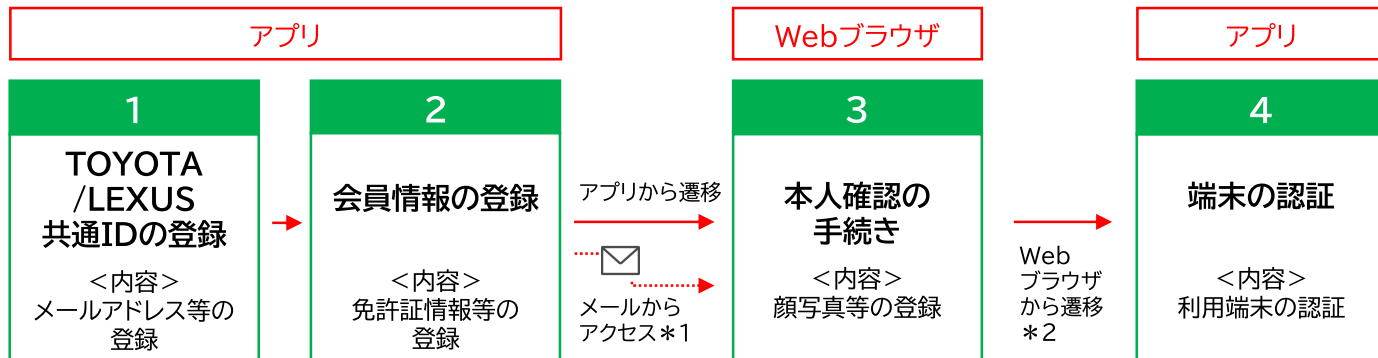 アプリ
Webブラウザ
アプリ
1
TOYOTA
/LEXUS
共通IDの登録
＜内容＞
メールアドレス等の
登録
2
会員情報の登録
＜内容＞
免許証情報等の
登録
アプリから遷移
メールから
アクセス＊1
3
本人確認の
手続き
＜内容＞
顔写真等の登録
Web
ブラウザ
から遷移
＊2
4
端末の認証
＜内容＞
利用端末の認証